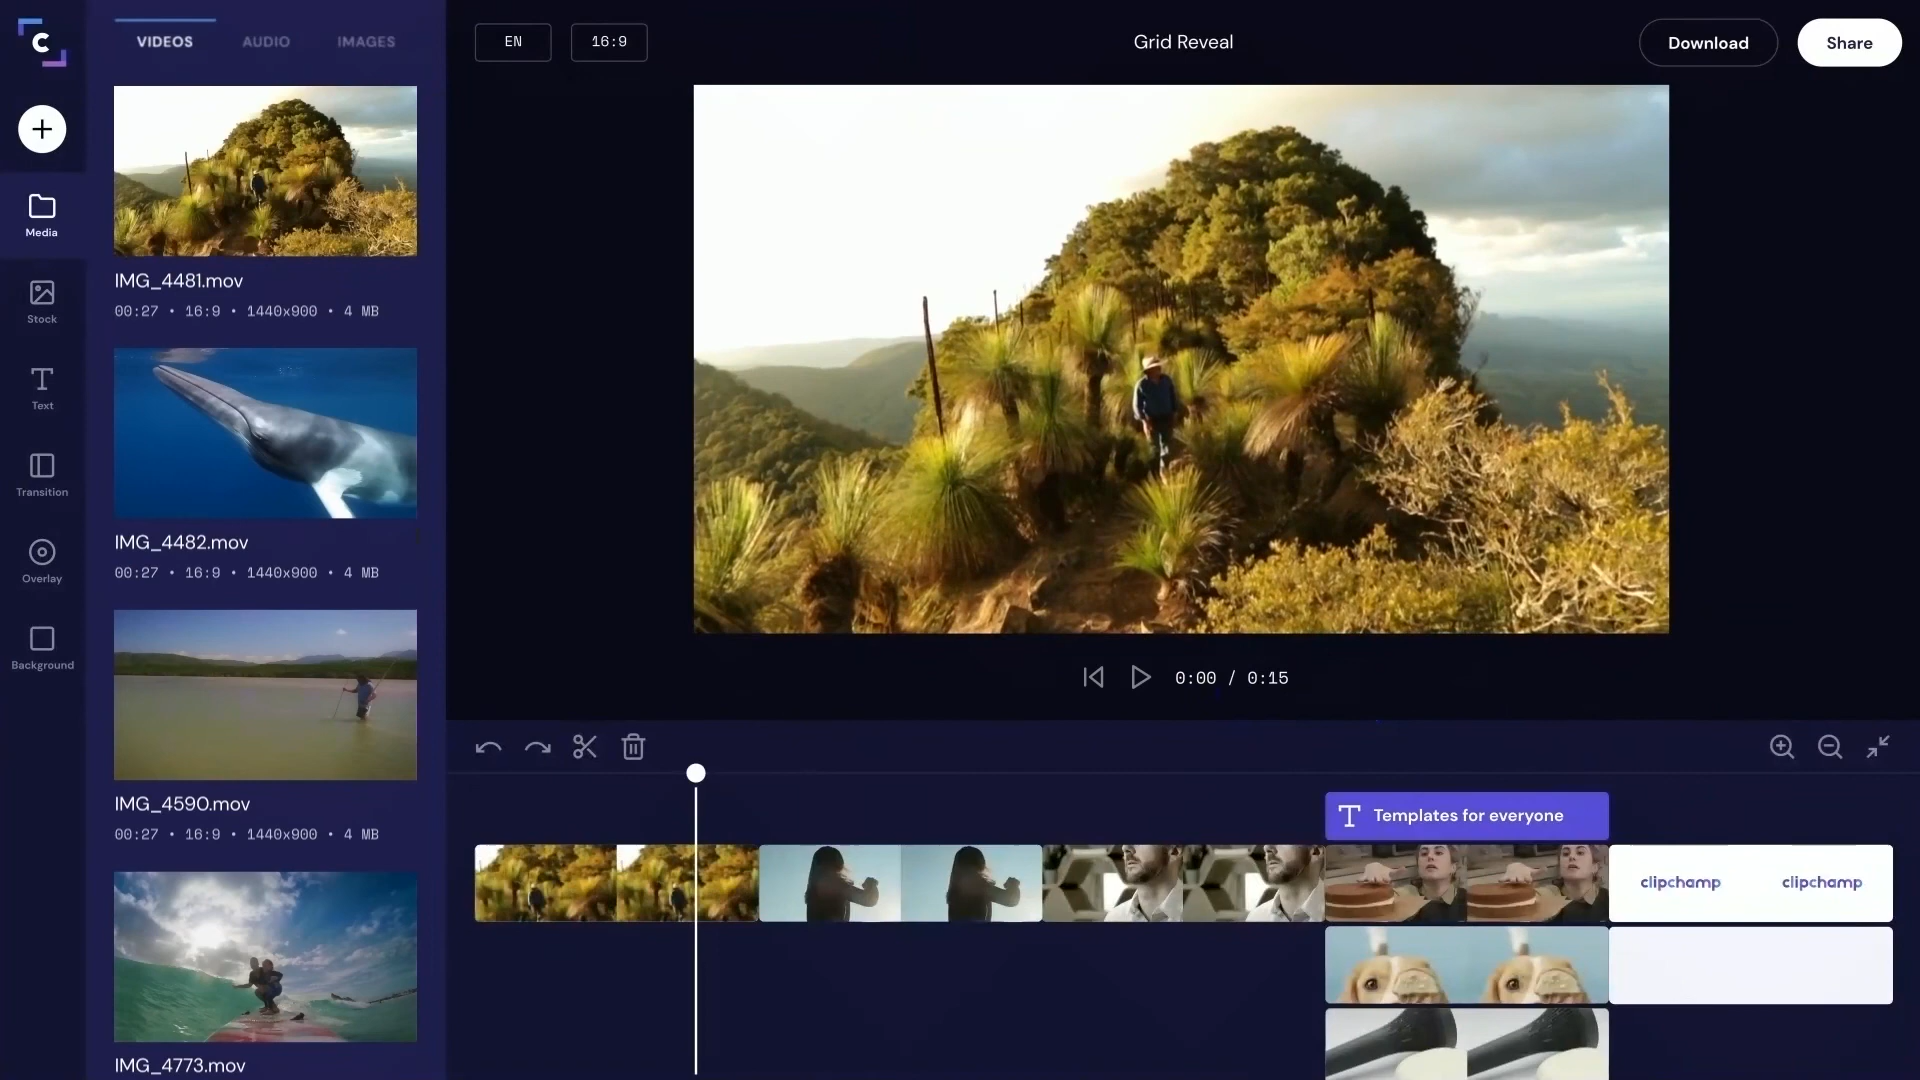 C
VIDEOS AUDIO IMAGES
EN 16:9 Grid Reveal Download Share
Media
Stock
Text
Transition
Overlay
Background
IMG_4481.mov
00:27 • 16:9 • 1440x900 • 4 MB
IMG_4482.mov
00:27 • 16:9 • 1440x900 • 4 MB
IMG_4590.mov
00:27 • 16:9 • 1440x900 • 4 MB
IMG_4773.mov
0:00 / 0:15
Templates for everyone
clipchamp clipchamp